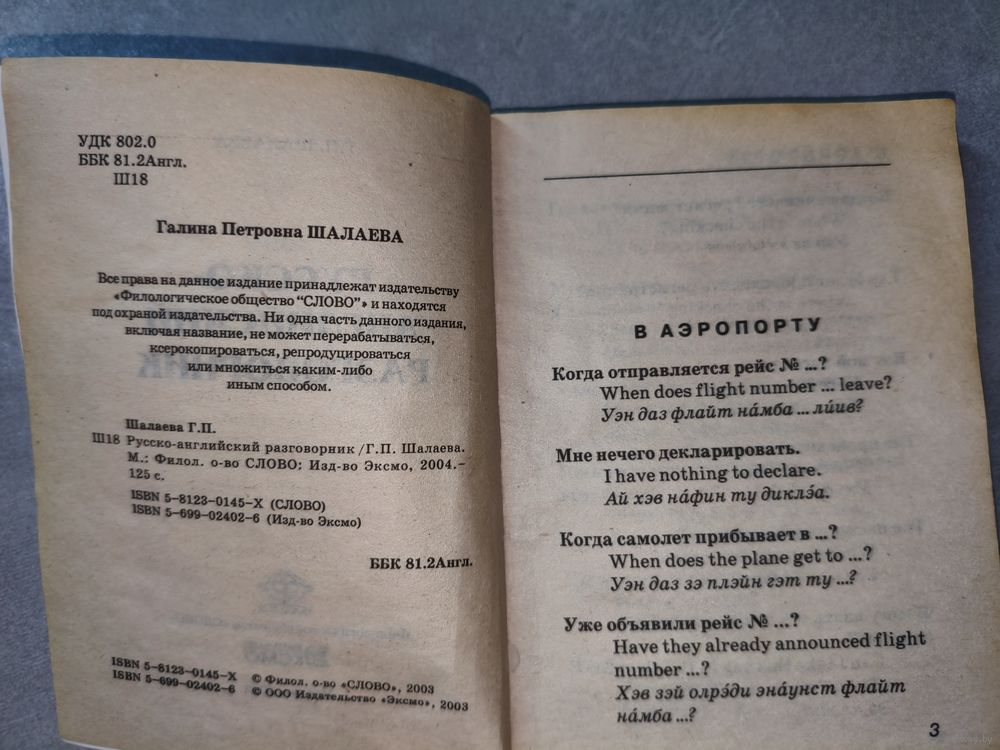 УДК 802.0
ББК 81.2Англ.
Ш18
Галина Петровна ШАЛАЕВА
Все права на данное издание принадлежат издательству
«Филологическое общество “СЛОВО”» и находятся
под охраной издательства. Ни одна часть данного издания,
включая название, не может перерабатываться,
ксерокопироваться, репродуцироваться
или множиться каким-либо
иным способом.
Шалаева Г.П.
Ш18 Русско-английский разговорник /Г.П. Шалаева.
М.: Филол. о-во СЛОВО: Изд-во Эксмо, 2004.–
125 с.
ISBN 5-8123-0145-X (СЛОВО)
ISBN 5-699-02402-6 (Изд-во Эксмо)
ББК 81.2Англ.
ISBN 5-8123-0145-X © Филол. о-во «СЛОВО», 2003
ISBN 5-699-02402-6 © ООО Издательство «Эксмо», 2003
В АЭРОПОРТУ
Когда отправляется рейс № ...?
When does flight number ... leave?
Уэн даз флайт на́мба ... ли́ив?
Мне нечего декларировать.
I have nothing to declare.
Ай хэв на́фин ту диклэ́а.
Когда самолет прибывает в ...?
When does the plane get to ...?
Уэн даз зэ плэйн гэт ту ...?
Уже объявили рейс № ...?
Have they already announced flight
number ...?
Хэв зэй олрэ́ди эна́унст флайт
на́мба ...?
3